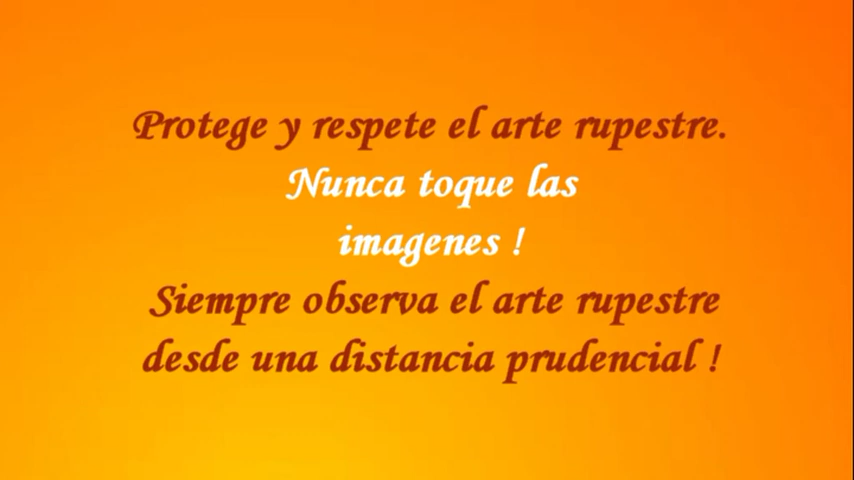 Protege y respete el arte rupestre.
Nunca toque las
imagenes !
Siempre observa el arte rupestre
desde una distancia prudencial !